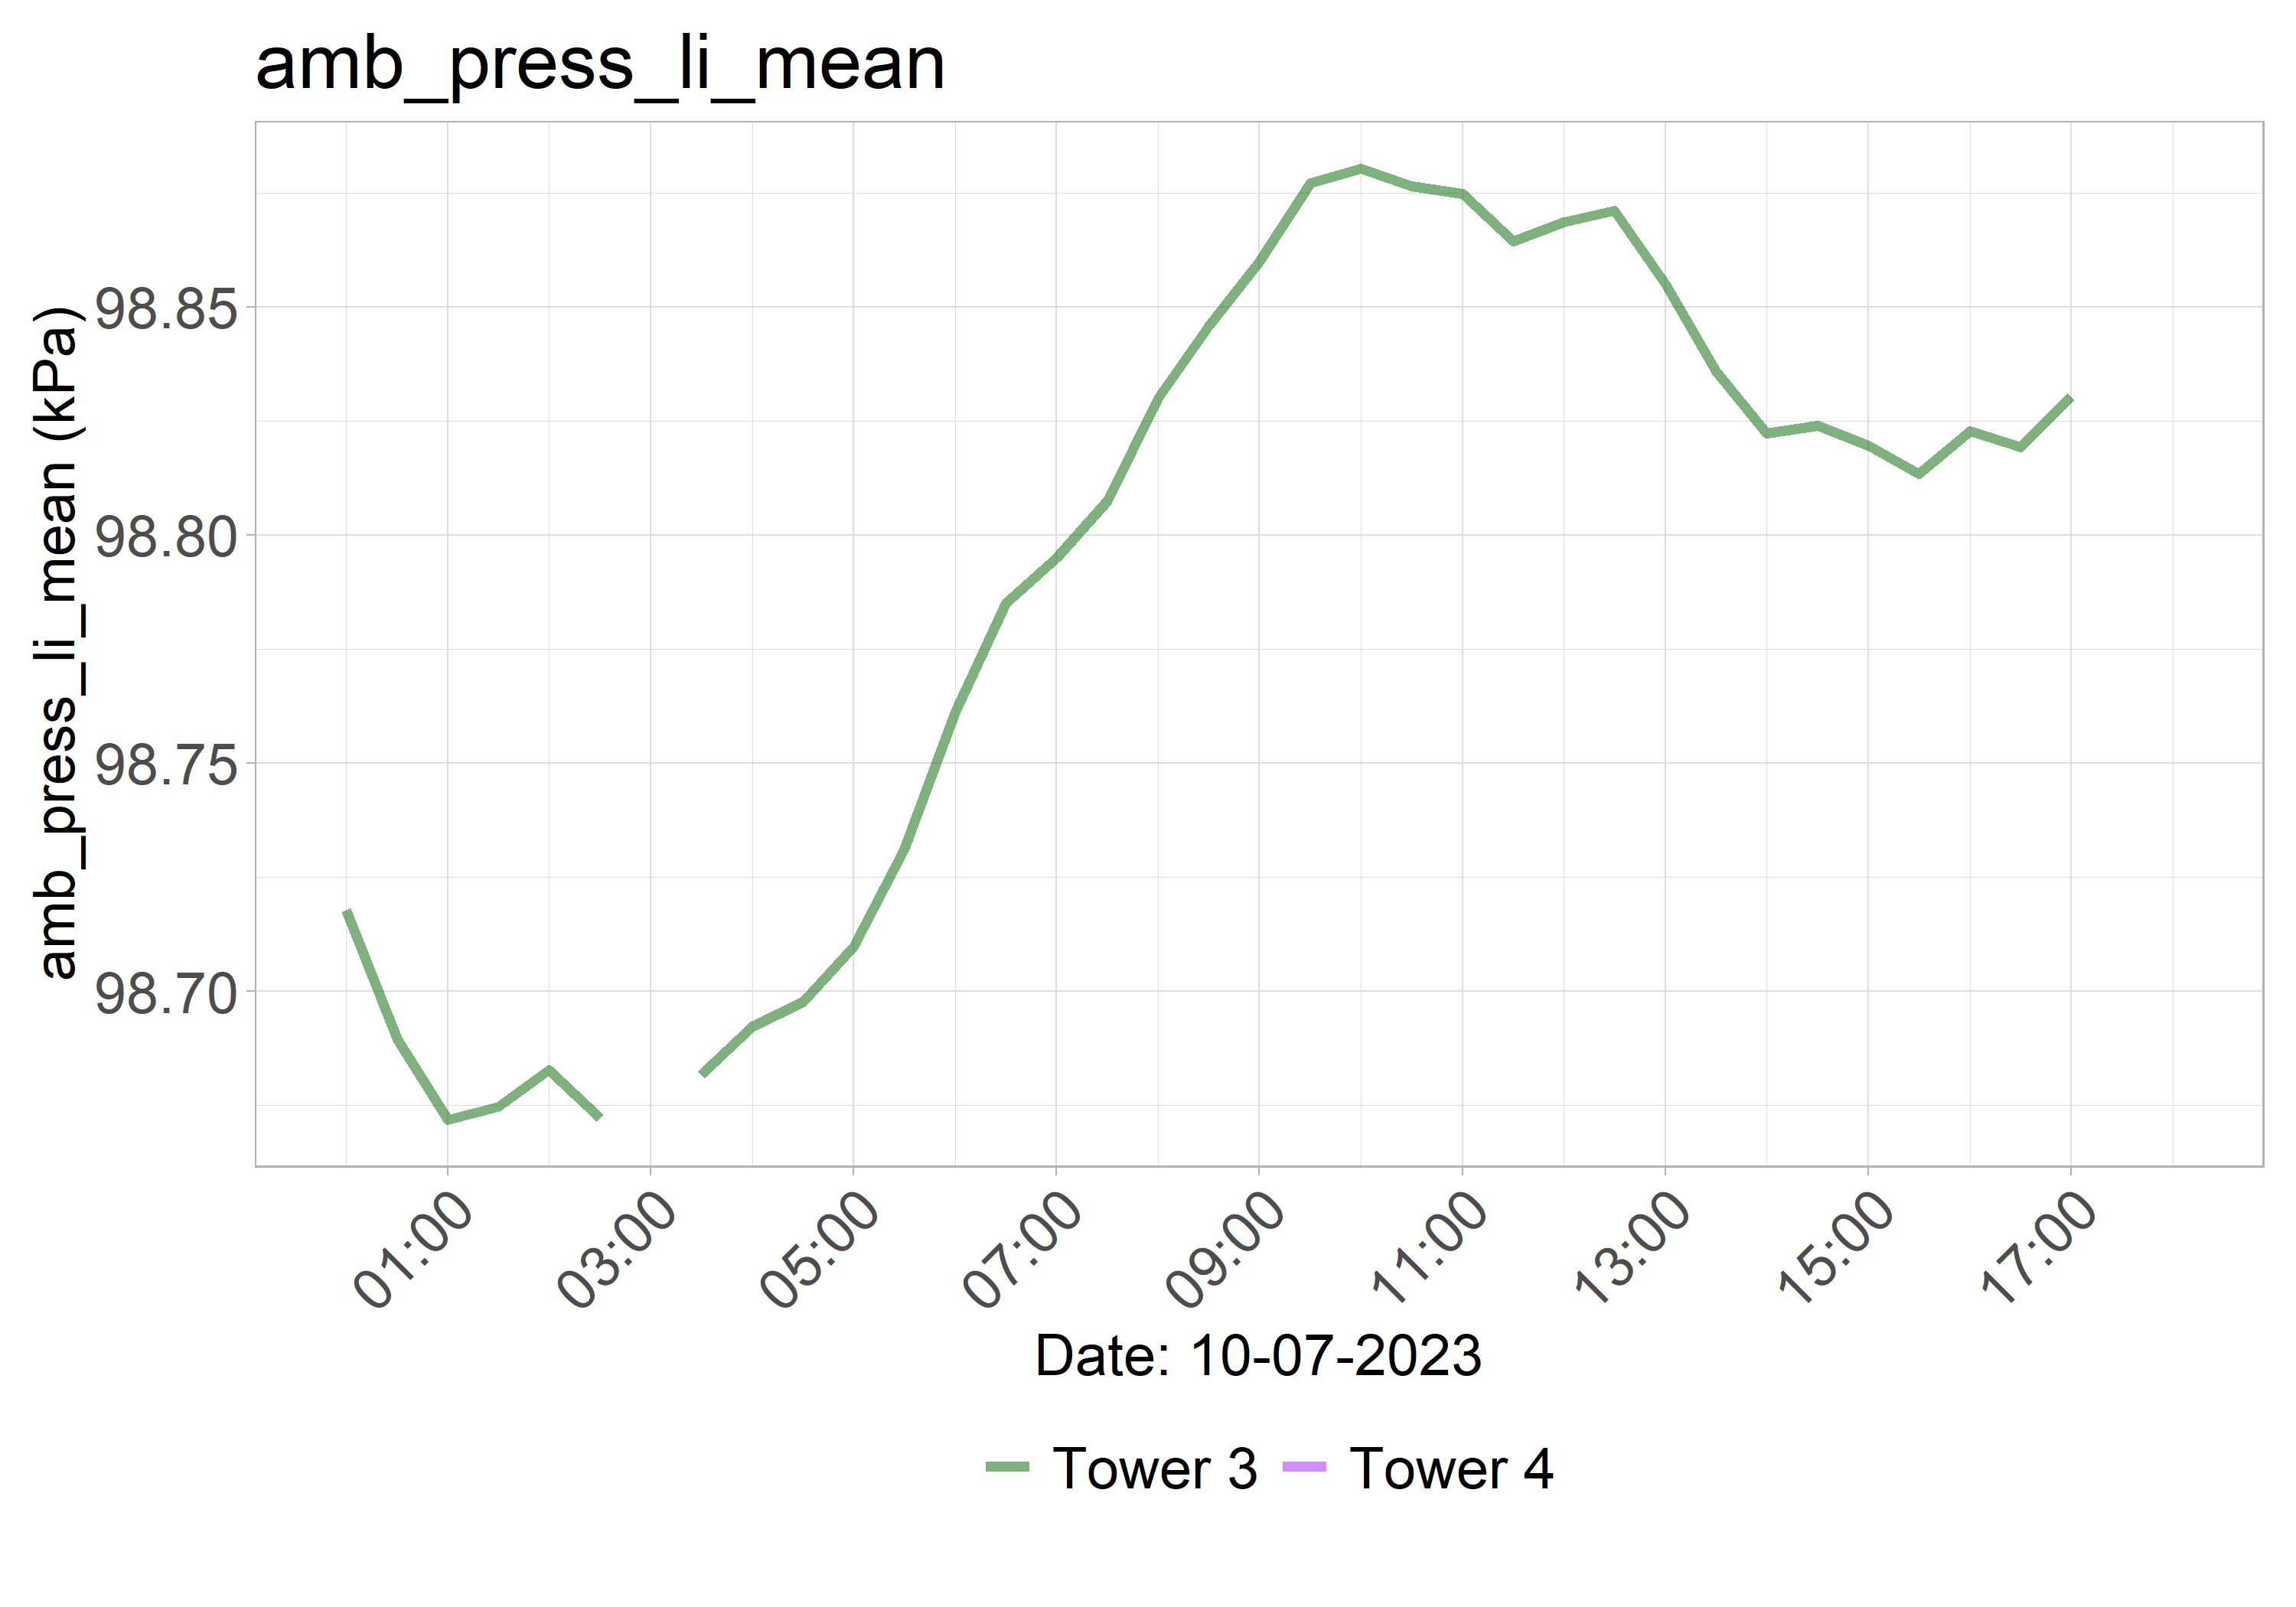 amb_press_li_mean
amb_press_li_mean (kPa)
98.85
98.80
98.75
98.70
01:00
03:00
05:00
07:00
09:00
11:00
13:00
15:00
17:00
Date: 10-07-2023
Tower 3
Tower 4